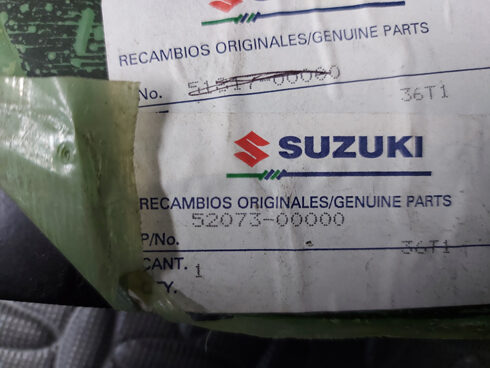 RECAMBIOS ORIGINALES/GENUINE PARTS
No.
36T1
SUZUKI
RECAMBIOS ORIGINALES/GENUINE PARTS
52073-00000
P/No.
36T1
CANT. 1